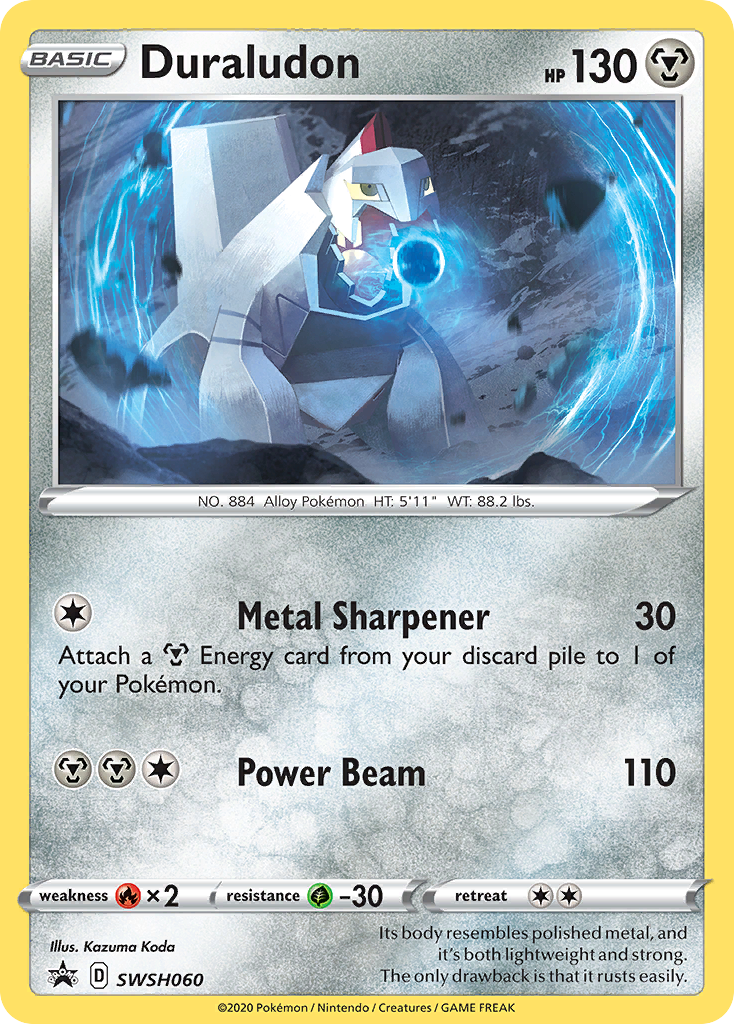 BASIC Duraludon HP 130
NO. 884 Alloy Pokémon HT: 5'11" WT: 88.2 lbs.
Metal Sharpener 30
Attach a Energy card from your discard pile to 1 of
your Pokémon.
Power Beam 110
weakness ×2 resistance -30 retreat
Illus. Kazuma Koda
Its body resembles polished metal, and
it's both lightweight and strong.
The only drawback is that it rusts easily.
D SWSH060
©2020 Pokémon / Nintendo / Creatures / GAME FREAK